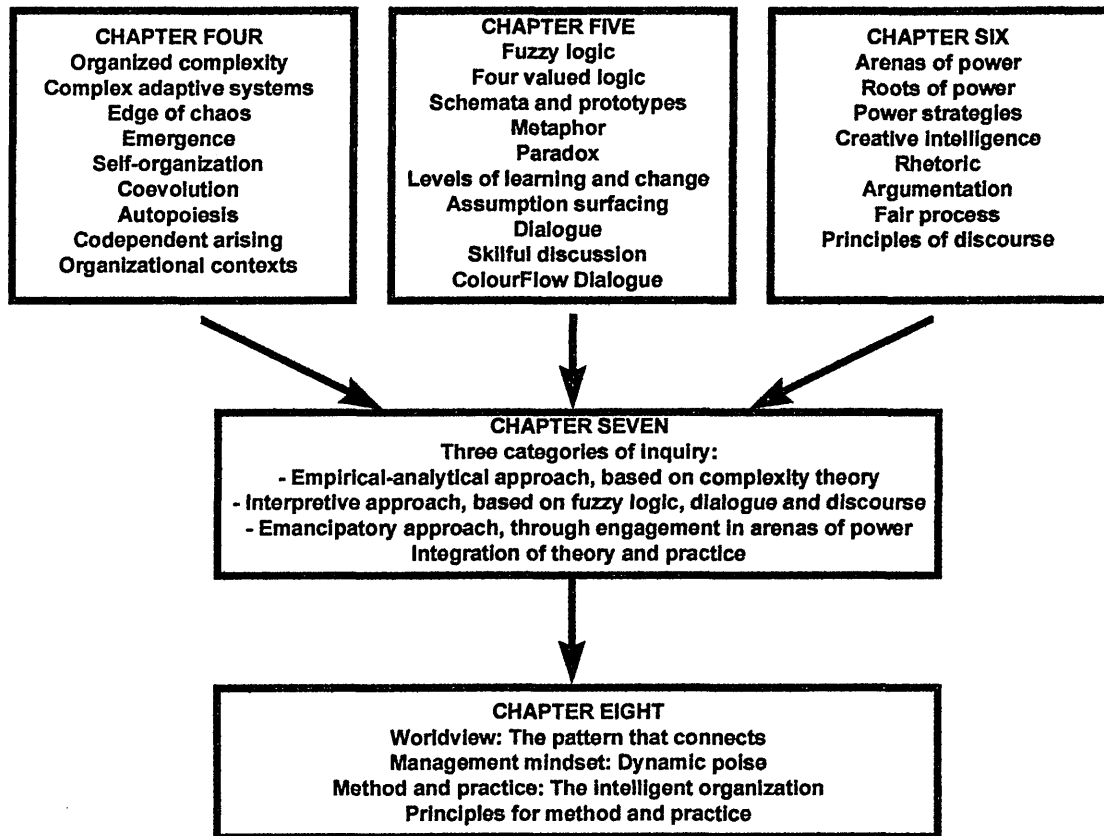 CHAPTER FOUR
Organized complexity
Complex adaptive systems
Edge of chaos
Emergence
Self-organization
Coevolution
Autopoiesis
Codependent arising
Organizational contexts
CHAPTER FIVE
Fuzzy logic
Four valued logic
Schemata and prototypes
Metaphor
Paradox
Levels of learning and change
Assumption surfacing
Dialogue
Skilful discussion
ColourFlow Dialogue
CHAPTER SIX
Arenas of power
Roots of power
Power strategies
Creative intelligence
Rhetoric
Argumentation
Fair process
Principles of discourse
CHAPTER SEVEN
Three categories of inquiry:
- Empirical-analytical approach, based on complexity theory
- Interpretive approach, based on fuzzy logic, dialogue and discourse
- Emancipatory approach, through engagement in arenas of power
Integration of theory and practice
CHAPTER EIGHT
Worldview: The pattern that connects
Management mindset: Dynamic poise
Method and practice: The intelligent organization
Principles for method and practice